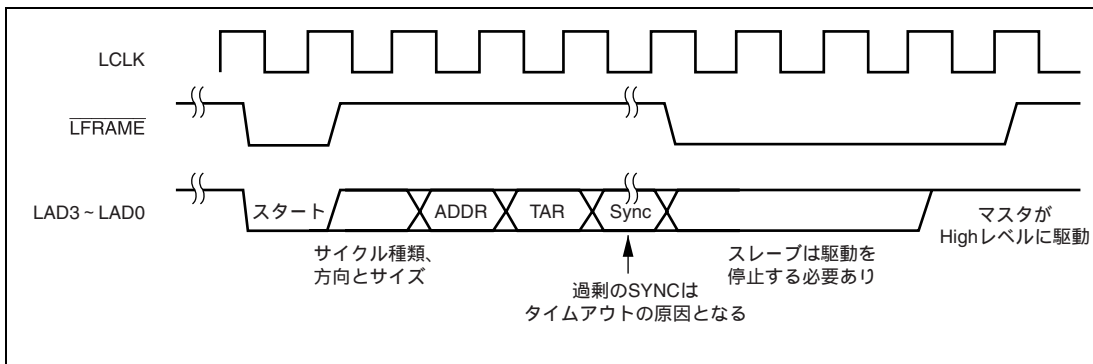 LCLK
LFRAME
LAD3~LAD0
スタート
ADDR
TAR
Sync
サイクル種類、
方向とサイズ
過剰のSYNCは
タイムアウトの原因となる
スレーブは駆動を
停止する必要あり
マスタが
Highレベルに駆動